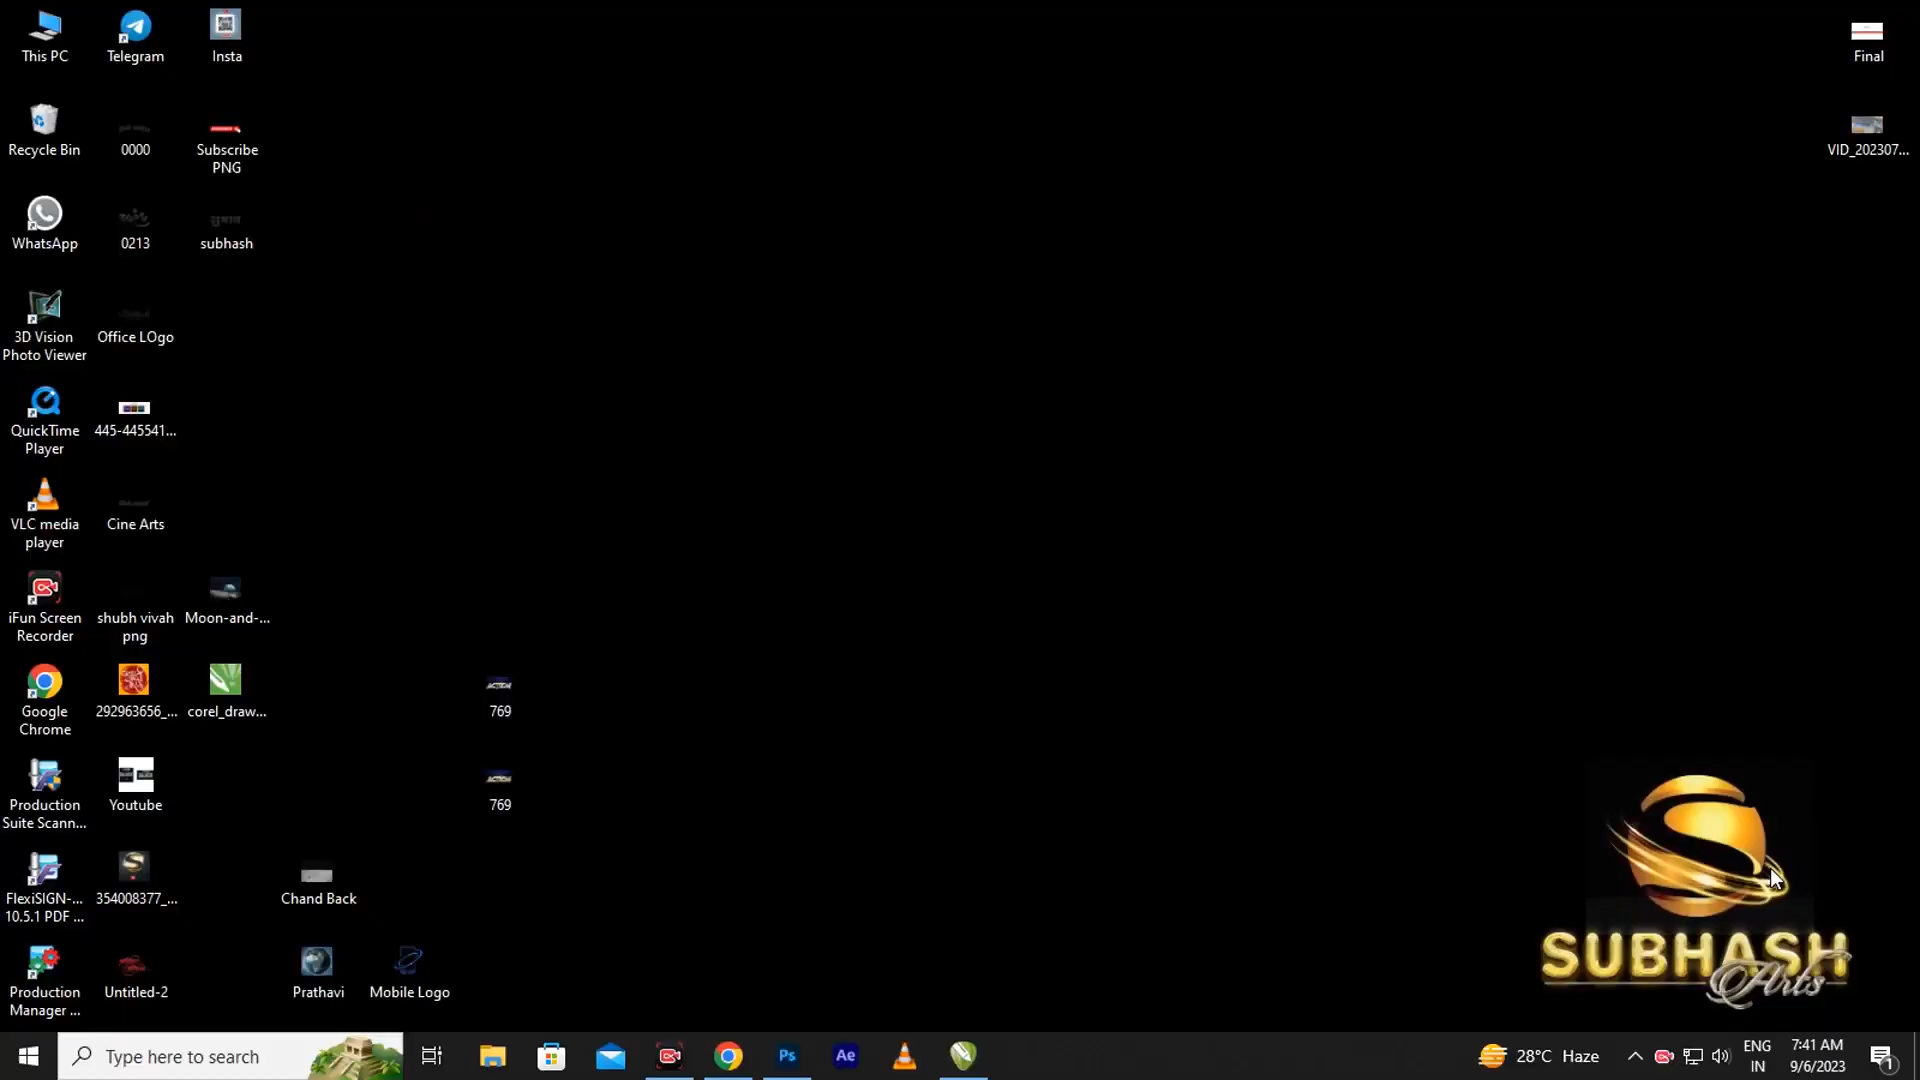 This PC
Telegram
Insta
Final
Recycle Bin
0000
Subscribe
PNG
VID_202307...
WhatsApp
0213
subhash
3D Vision
Photo Viewer
Office LOgo
QuickTime
Player
445-445541...
VLC media
player
Cine Arts
iFun Screen
Recorder
shubh vivah
png
Moon-and-...
Google
Chrome
292963656_...
corel_draw...
769
Production
Suite Scann...
Youtube
769
FlexiSIGN-...
10.5.1 PDF ...
354008377_...
Chand Back
Production
Manager ...
Untitled-2
Prathavi
Mobile Logo
SUBHASH
Arts
Type here to search
Ps
Ae
28°C Haze
ENG
IN
7:41 AM
9/6/2023
1